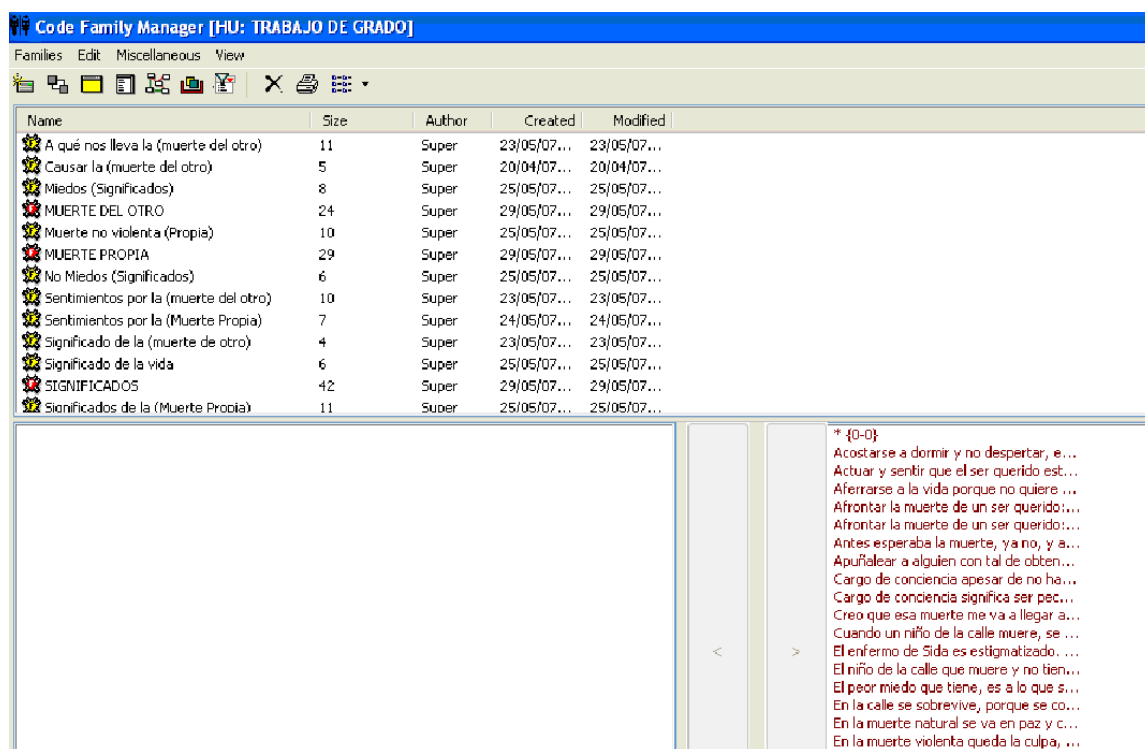 Code Family Manager [HU: TRABAJO DE GRADO]
Families Edit Miscellaneous View
Name Size Author Created Modified
A qué nos lleva la (muerte del otro) 11 Super 23/05/07... 23/05/07...
Causar la (muerte del otro) 5 Super 20/04/07... 20/04/07...
Miedos (Significados) 8 Super 25/05/07... 25/05/07...
MUERTE DEL OTRO 24 Super 29/05/07... 29/05/07...
Muerte no violenta (Propia) 10 Super 25/05/07... 25/05/07...
MUERTE PROPIA 29 Super 29/05/07... 29/05/07...
No Miedos (Significados) 6 Super 25/05/07... 25/05/07...
Sentimientos por la (muerte del otro) 10 Super 23/05/07... 23/05/07...
Sentimientos por la (Muerte Propia) 7 Super 24/05/07... 24/05/07...
Significado de la (muerte de otro) 4 Super 23/05/07... 23/05/07...
Significado de la vida 6 Super 25/05/07... 25/05/07...
SIGNIFICADOS 42 Super 29/05/07... 29/05/07...
Significados de la (Muerte Propia) 11 Super 25/05/07... 25/05/07...
* {0-0}
Acostarse a dormir y no despertar, e...
Actuar y sentir que el ser querido est...
Aferrarse a la vida porque no quiere ...
Afrontar la muerte de un ser querido:...
Afrontar la muerte de un ser querido:...
Antes esperaba la muerte, ya no, y a...
Apuñalear a alguien con tal de obten...
Cargo de conciencia apesar de no ha...
Cargo de conciencia significa ser pec...
Creo que esa muerte me va a llegar a...
Cuando un niño de la calle muere, se ...
< > El enfermo de Sida es estigmatizado. ...
El niño de la calle que muere y no tien...
El peor miedo que tiene, es a lo que s...
En la calle se sobrevive, porque se co...
En la muerte natural se va en paz y c...
En la muerte violenta queda la culpa, ...